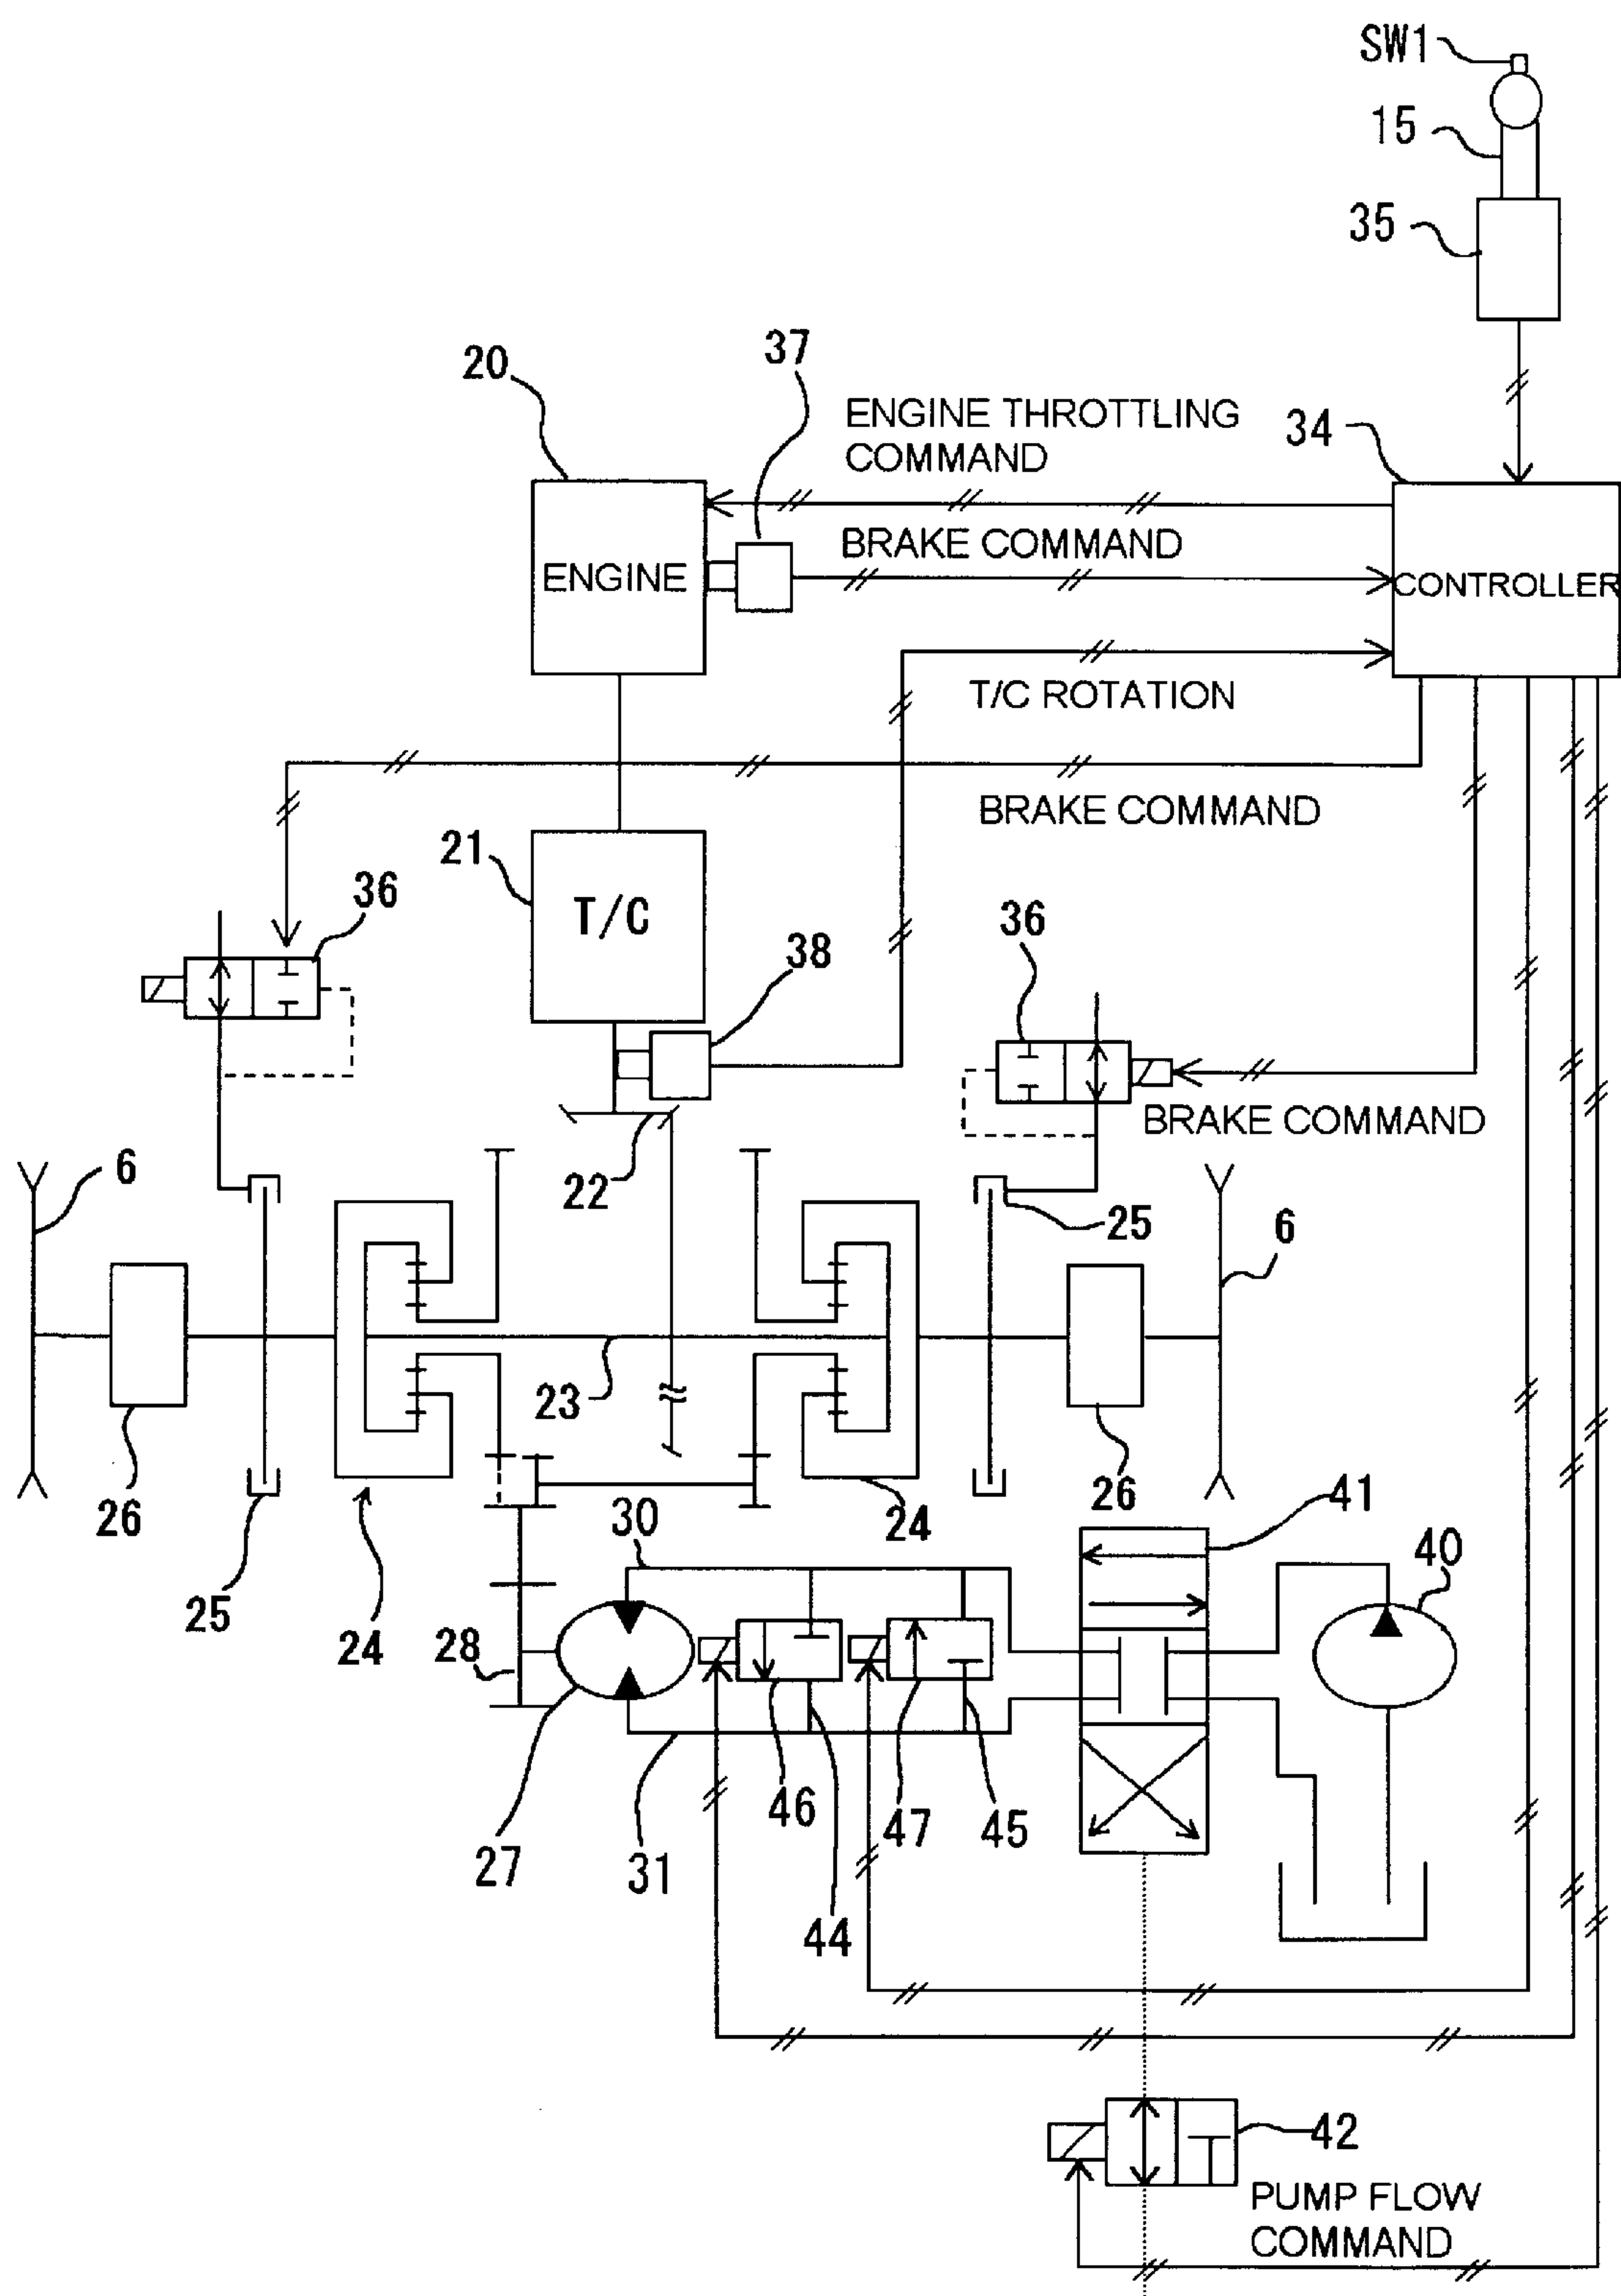 SW1
15
35
37
20
ENGINE THROTTLING
COMMAND
34
BRAKE COMMAND
ENGINE
CONTROLLER
T/C ROTATION
BRAKE COMMAND
21
36
T/C
36
38
BRAKE COMMAND
6
22
25
6
23
26
26
24
41
30
40
25
24
28
46
47
45
27
31
44
42
PUMP FLOW
COMMAND